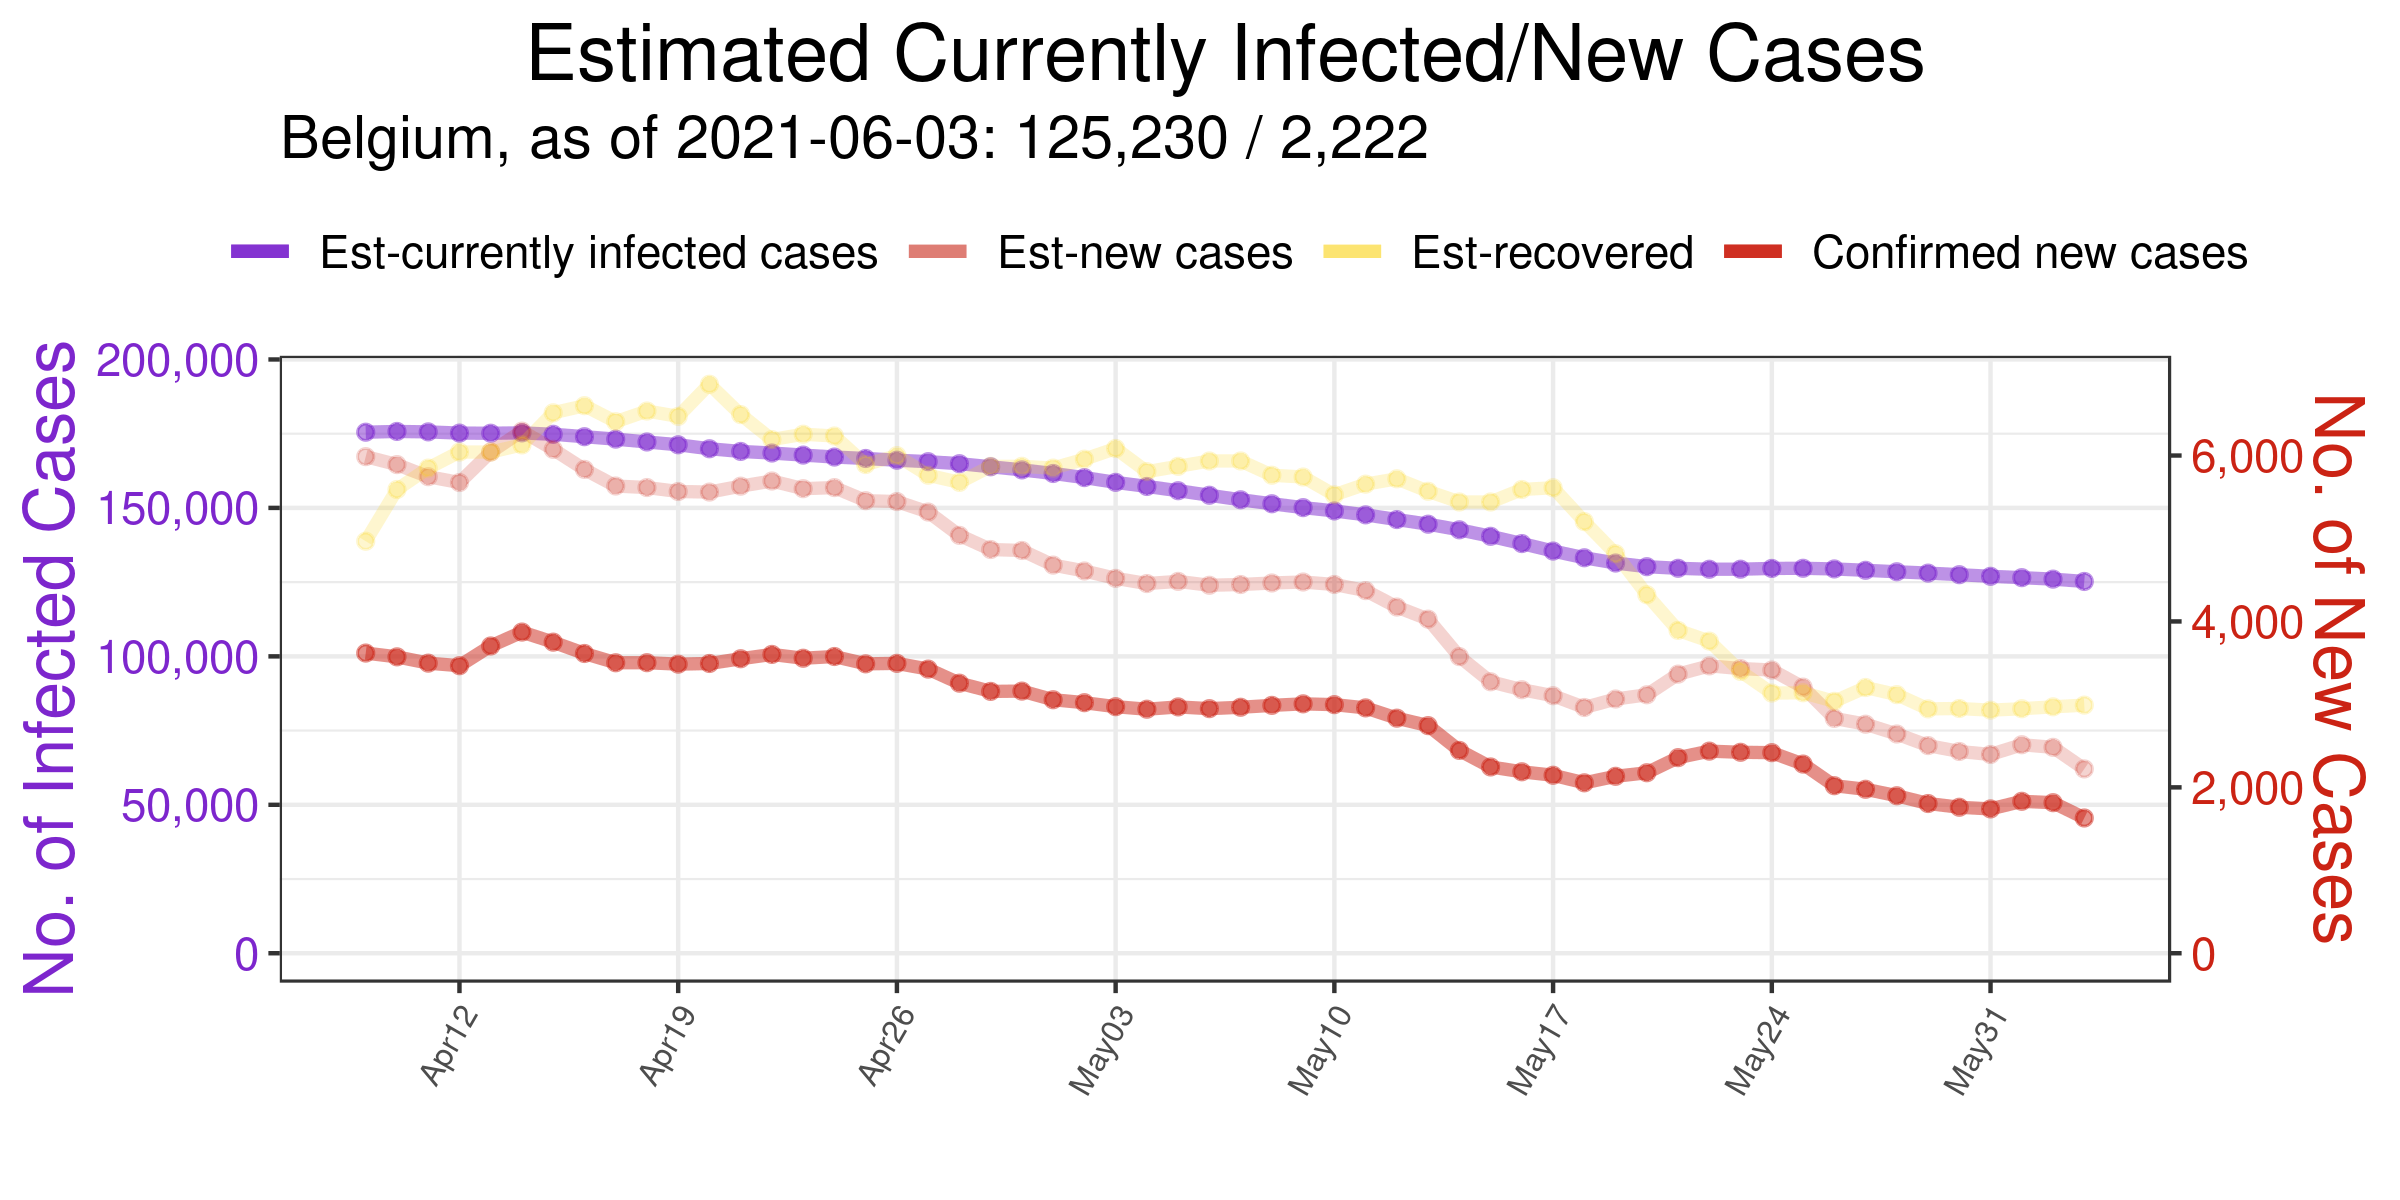 Estimated Currently Infected/New Cases
Belgium, as of 2021-06-03: 125,230 / 2,222
Est-currently infected cases Est-new cases Est-recovered Confirmed new cases
No. of Infected Cases
200,000
150,000
100,000
50,000
0
6,000
4,000
2,000
0
No. of New Cases
Apr12 Apr19 Apr26 May03 May10 May17 May24 May31